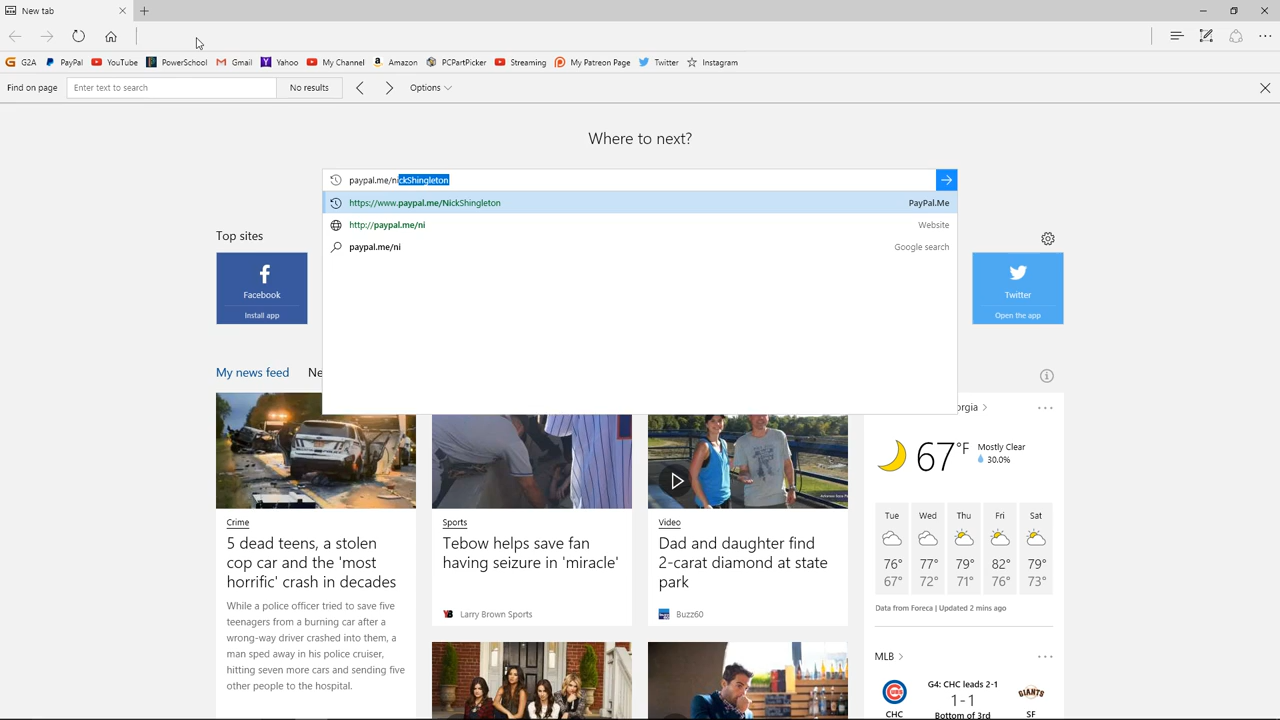 New tab
G2A PayPal YouTube PowerSchool Gmail Yahoo My Channel Amazon PCPartPicker Streaming My Patreon Page Twitter Instagram
Find on page Enter text to search No results Options
Where to next?
paypal.me/nickShingleton
https://www.paypal.me/NickShingleton PayPal.Me
http://paypal.me/ni Website
paypal.me/ni Google search
Top sites
Facebook
Install app
Twitter
Open the app
My news feed Ne
Crime
5 dead teens, a stolen
cop car and the 'most
horrific' crash in decades
While a police officer tried to save five
teenagers from a burning car after a
wrong-way driver crashed into them, a
man sped away in his police cruiser,
hitting seven more cars and sending five
other people to the hospital.
Sports
Tebow helps save fan
having seizure in 'miracle'
Larry Brown Sports
Video
Dad and daughter find
2-carat diamond at state
park
Buzz60
orgia
67°F Mostly Clear
30.0%
Tue Wed Thu Fri Sat
76° 77° 79° 82° 79°
67° 72° 71° 76° 73°
Data from Foreca | Updated 2 mins ago
MLB
G4: CHC leads 2-1
1-1
CHC Bottom of 3rd SF